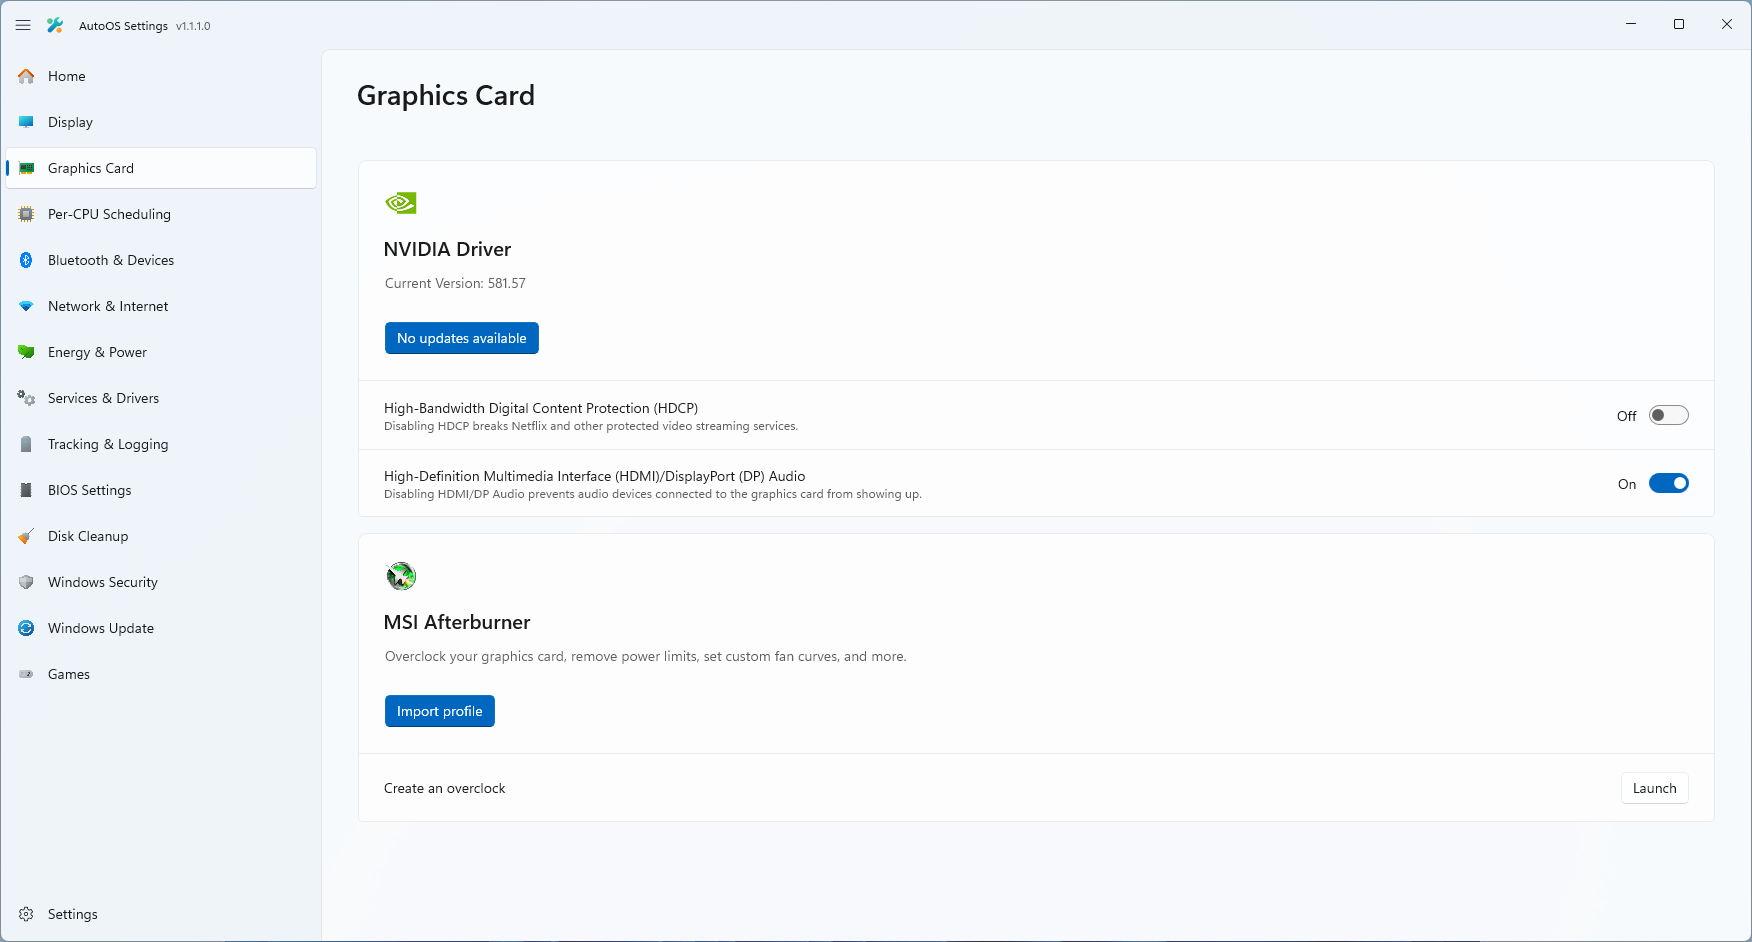 AutoOS Settings v1.1.1.0
Home
Display
Graphics Card
Per-CPU Scheduling
Bluetooth & Devices
Network & Internet
Energy & Power
Services & Drivers
Tracking & Logging
BIOS Settings
Disk Cleanup
Windows Security
Windows Update
Games
Settings
Graphics Card
NVIDIA Driver
Current Version: 581.57
No updates available
High-Bandwidth Digital Content Protection (HDCP)
Disabling HDCP breaks Netflix and other protected video streaming services.
Off
High-Definition Multimedia Interface (HDMI)/DisplayPort (DP) Audio
Disabling HDMI/DP Audio prevents audio devices connected to the graphics card from showing up.
On
MSI Afterburner
Overclock your graphics card, remove power limits, set custom fan curves, and more.
Import profile
Create an overclock
Launch